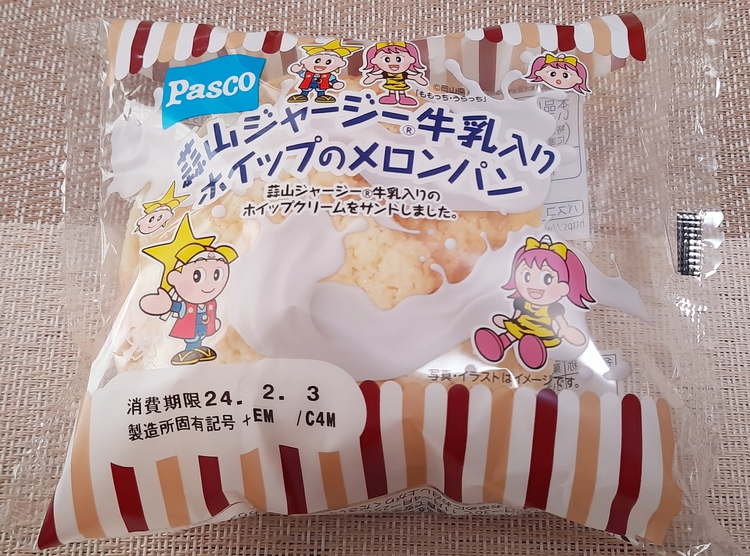 Pasco
©岡山県
「ももっち・うらっち」
蒜山ジャージー®牛乳入り
ホイップのメロンパン
蒜山ジャージー®牛乳入りの
ホイップクリームをサンドしました。
写真・イラストはイメージです。
消費期限24. 2. 3
製造所固有記号 +EM /C4M